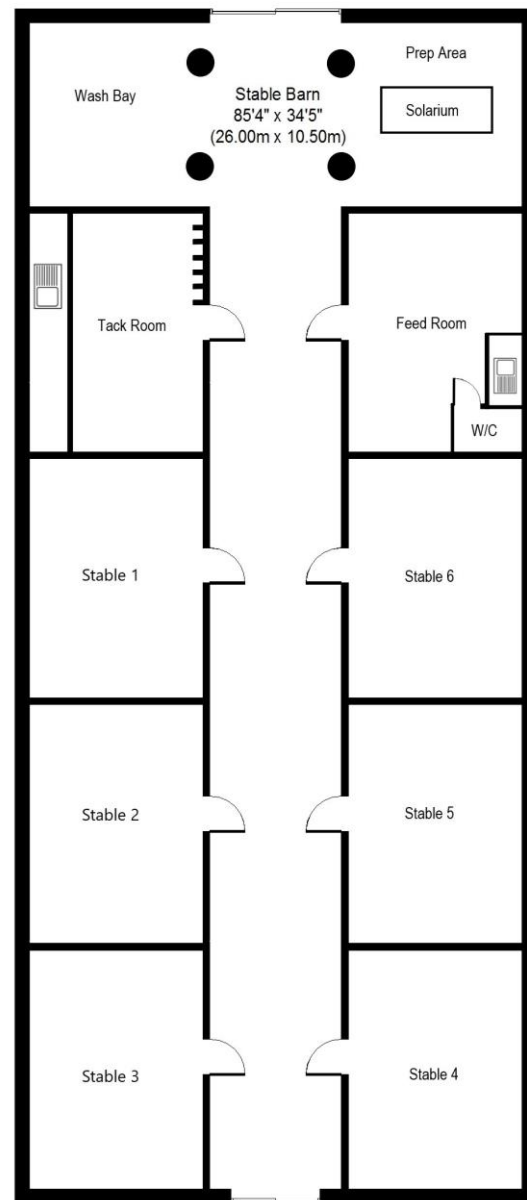 Prep Area
Wash Bay
Stable Barn
85'4" x 34'5"
(26.00m x 10.50m)
Solarium
Tack Room
Feed Room
W/C
Stable 1
Stable 6
Stable 2
Stable 5
Stable 3
Stable 4